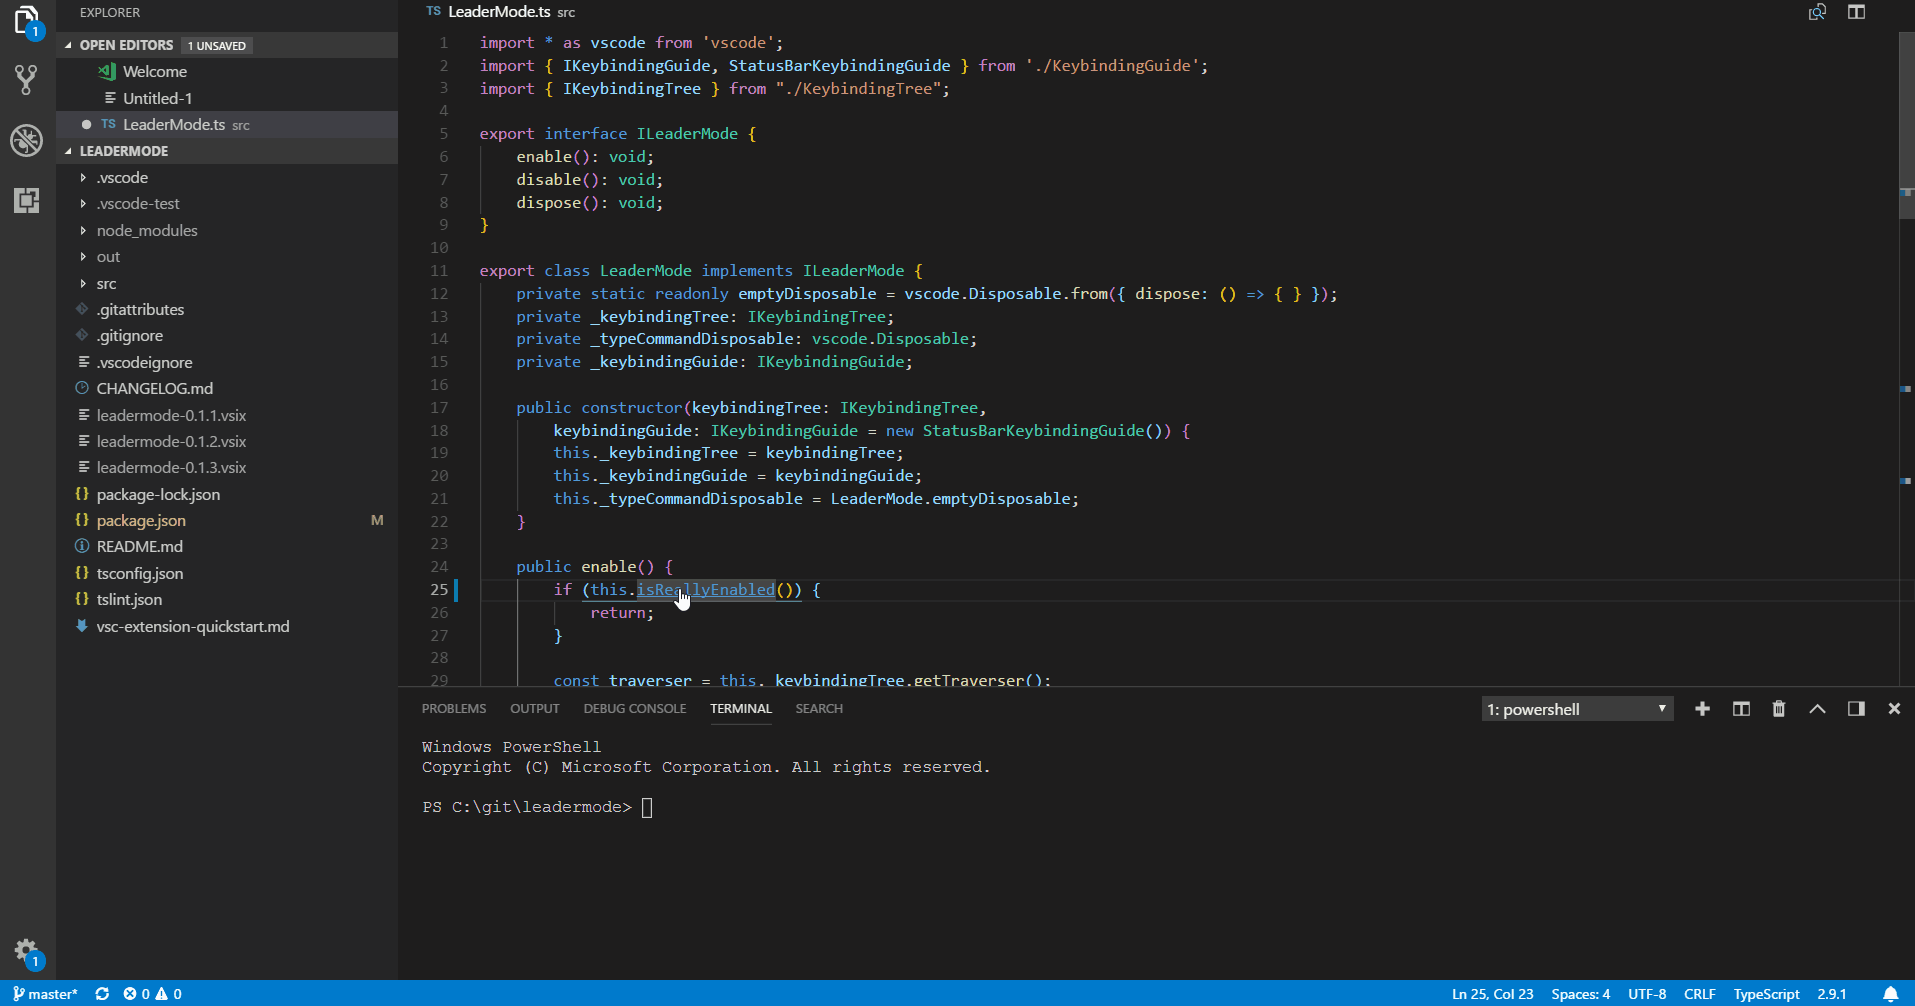 EXPLORER
OPEN EDITORS 1 UNSAVED
Welcome
Untitled-1
TS LeaderMode.ts src
LEADERMODE
.vscode
.vscode-test
node_modules
out
src
.gitattributes
.gitignore
.vscodeignore
CHANGELOG.md
leadermode-0.1.1.vsix
leadermode-0.1.2.vsix
leadermode-0.1.3.vsix
{} package-lock.json
{} package.json M
README.md
{} tsconfig.json
{} tslint.json
vsc-extension-quickstart.md
1
1
TS LeaderMode.ts src
1 import * as vscode from 'vscode';
2 import { IKeybindingGuide, StatusBarKeybindingGuide } from './KeybindingGuide';
3 import { IKeybindingTree } from "./KeybindingTree";
4
5 export interface ILeaderMode {
6 enable(): void;
7 disable(): void;
8 dispose(): void;
9 }
10
11 export class LeaderMode implements ILeaderMode {
12 private static readonly emptyDisposable = vscode.Disposable.from({ dispose: () => { } });
13 private _keybindingTree: IKeybindingTree;
14 private _typeCommandDisposable: vscode.Disposable;
15 private _keybindingGuide: IKeybindingGuide;
16
17 public constructor(keybindingTree: IKeybindingTree,
18 keybindingGuide: IKeybindingGuide = new StatusBarKeybindingGuide()) {
19 this._keybindingTree = keybindingTree;
20 this._keybindingGuide = keybindingGuide;
21 this._typeCommandDisposable = LeaderMode.emptyDisposable;
22 }
23
24 public enable() {
25 if (this.isReallyEnabled()) {
26 return;
27 }
28
29 const traverser = this._keybindingTree.getTraverser();
PROBLEMS OUTPUT DEBUG CONSOLE TERMINAL SEARCH 1: powershell
Windows PowerShell
Copyright (C) Microsoft Corporation. All rights reserved.
PS C:\git\leadermode>
master* 0 0 Ln 25, Col 23 Spaces: 4 UTF-8 CRLF TypeScript 2.9.1